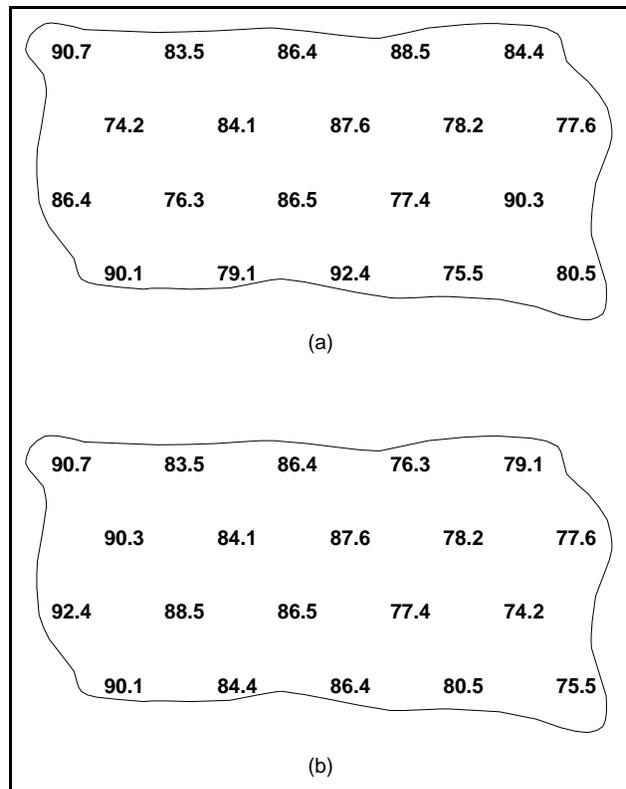 90.7 83.5 86.4 88.5 84.4
74.2 84.1 87.6 78.2 77.6
86.4 76.3 86.5 77.4 90.3
90.1 79.1 92.4 75.5 80.5
(a)
90.7 83.5 86.4 76.3 79.1
90.3 84.1 87.6 78.2 77.6
92.4 88.5 86.5 77.4 74.2
90.1 84.4 86.4 80.5 75.5
(b)